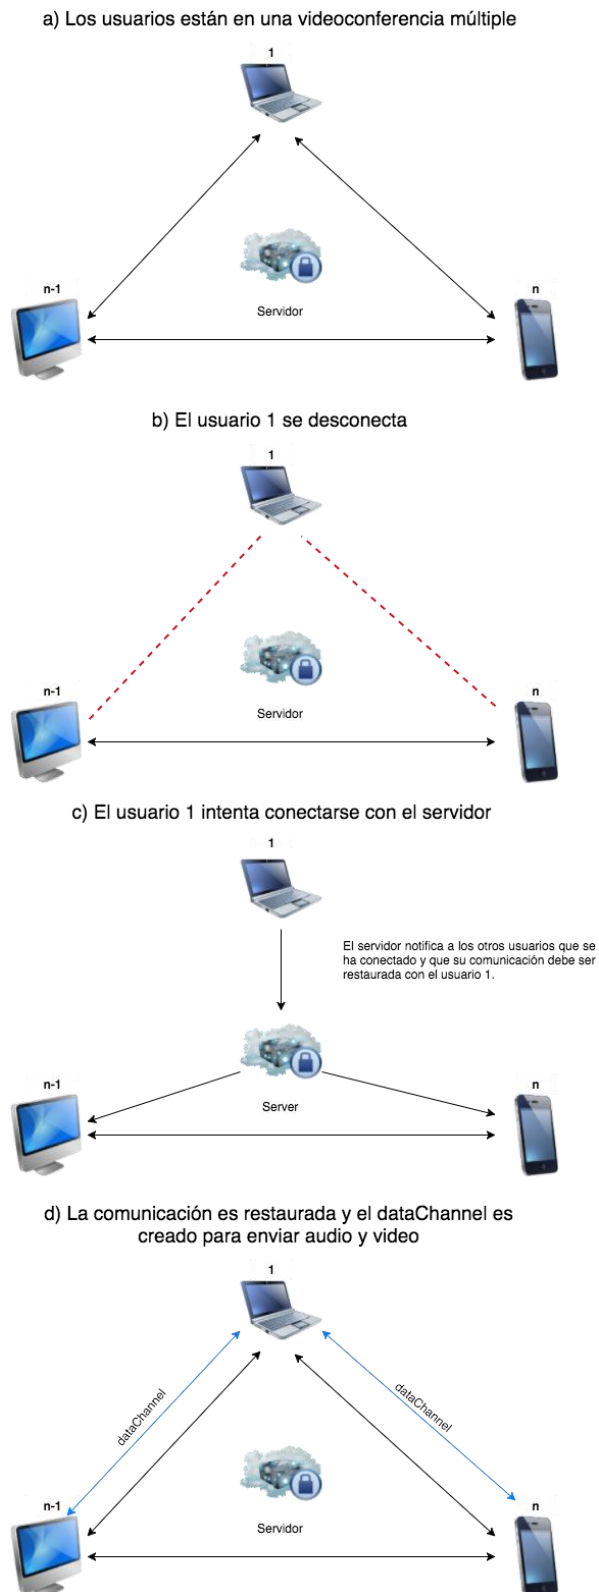 a) Los usuarios están en una videoconferencia múltiple
1
n-1
n
Servidor
b) El usuario 1 se desconecta
1
n-1
n
Servidor
c) El usuario 1 intenta conectarse con el servidor
1
El servidor notifica a los otros usuarios que se
ha conectado y que su comunicación debe ser
restaurada con el usuario 1.
n-1
n
Server
d) La comunicación es restaurada y el dataChannel es
creado para enviar audio y video
1
dataChannel
dataChannel
n-1
n
Servidor